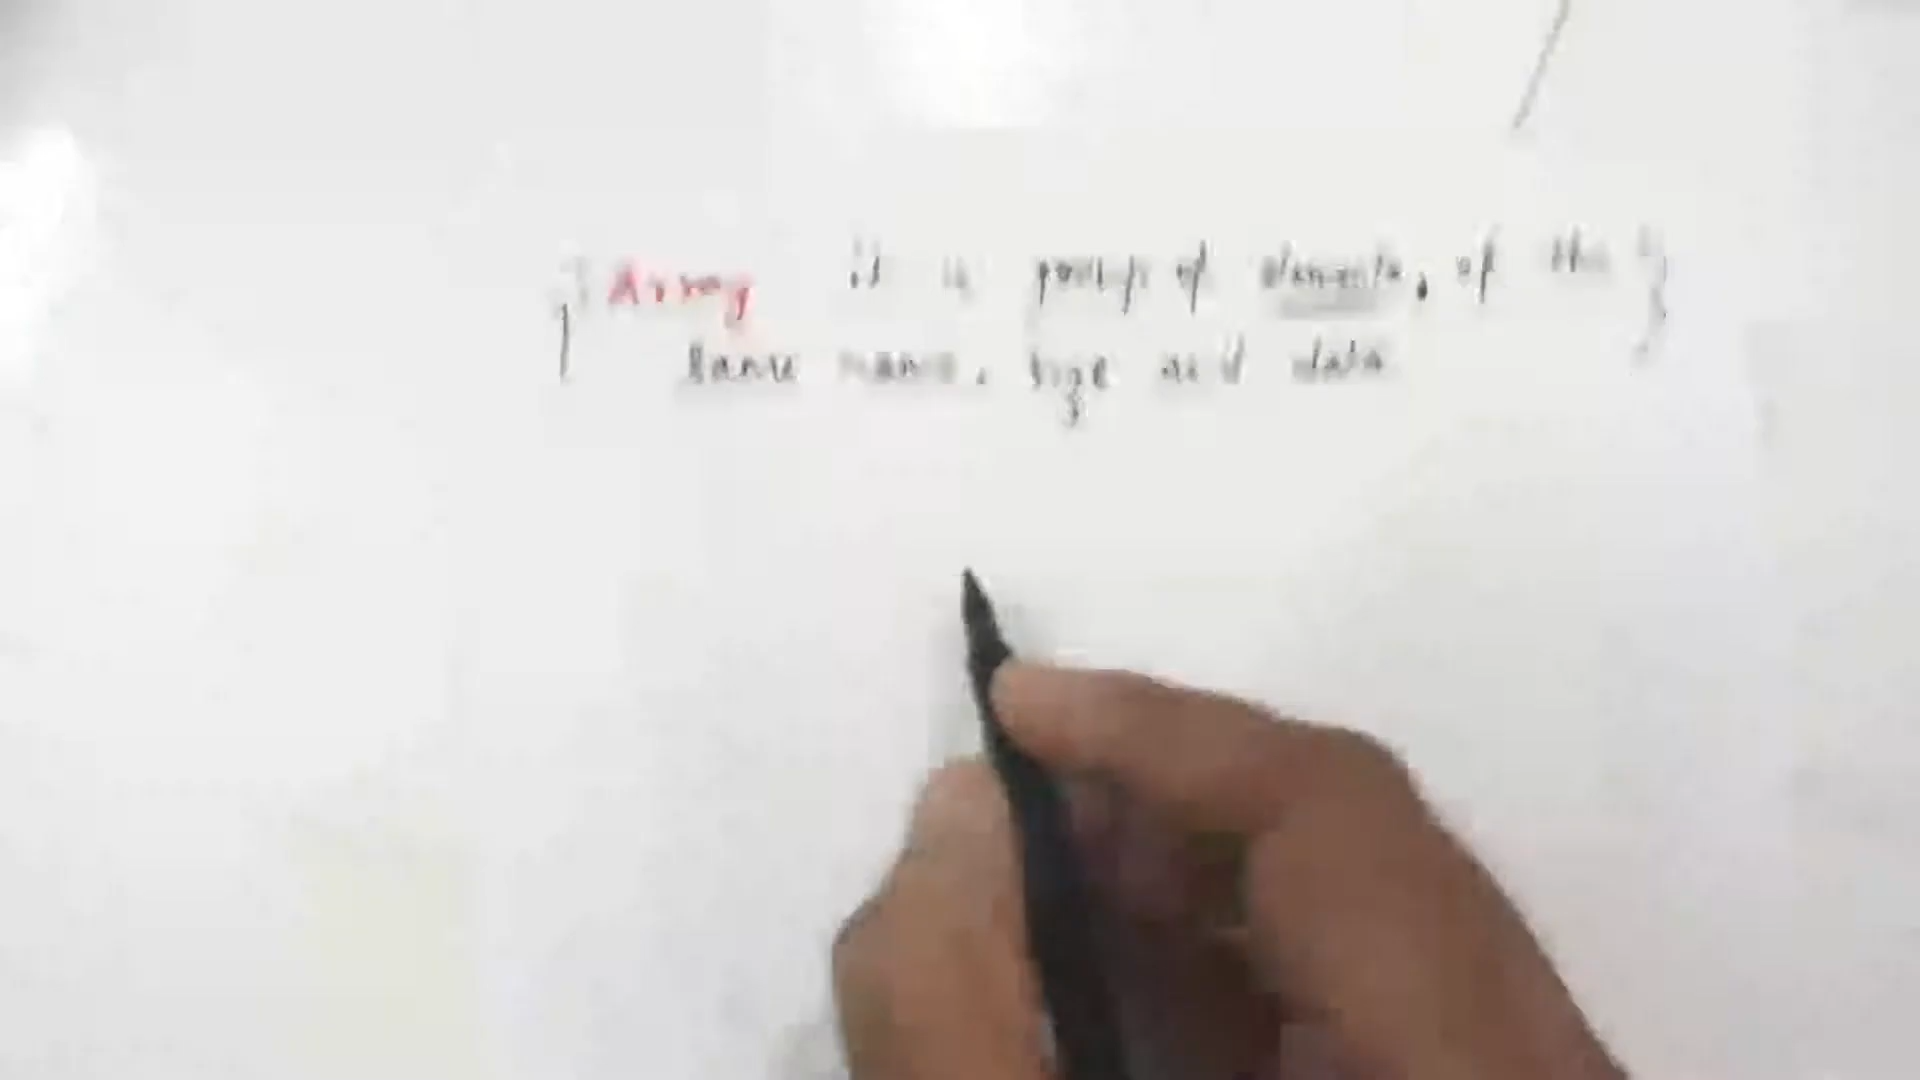 Array it is group of elements, of the
same name, size and data